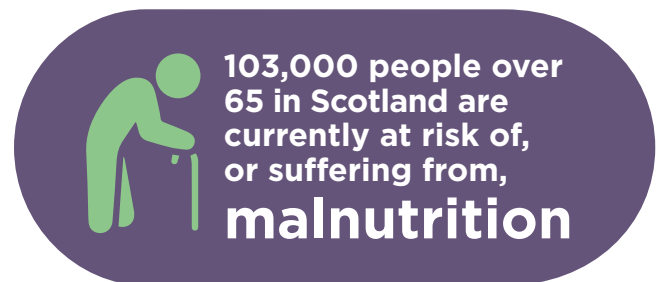 103,000 people over
65 in Scotland are
currently at risk of,
or suffering from,
malnutrition